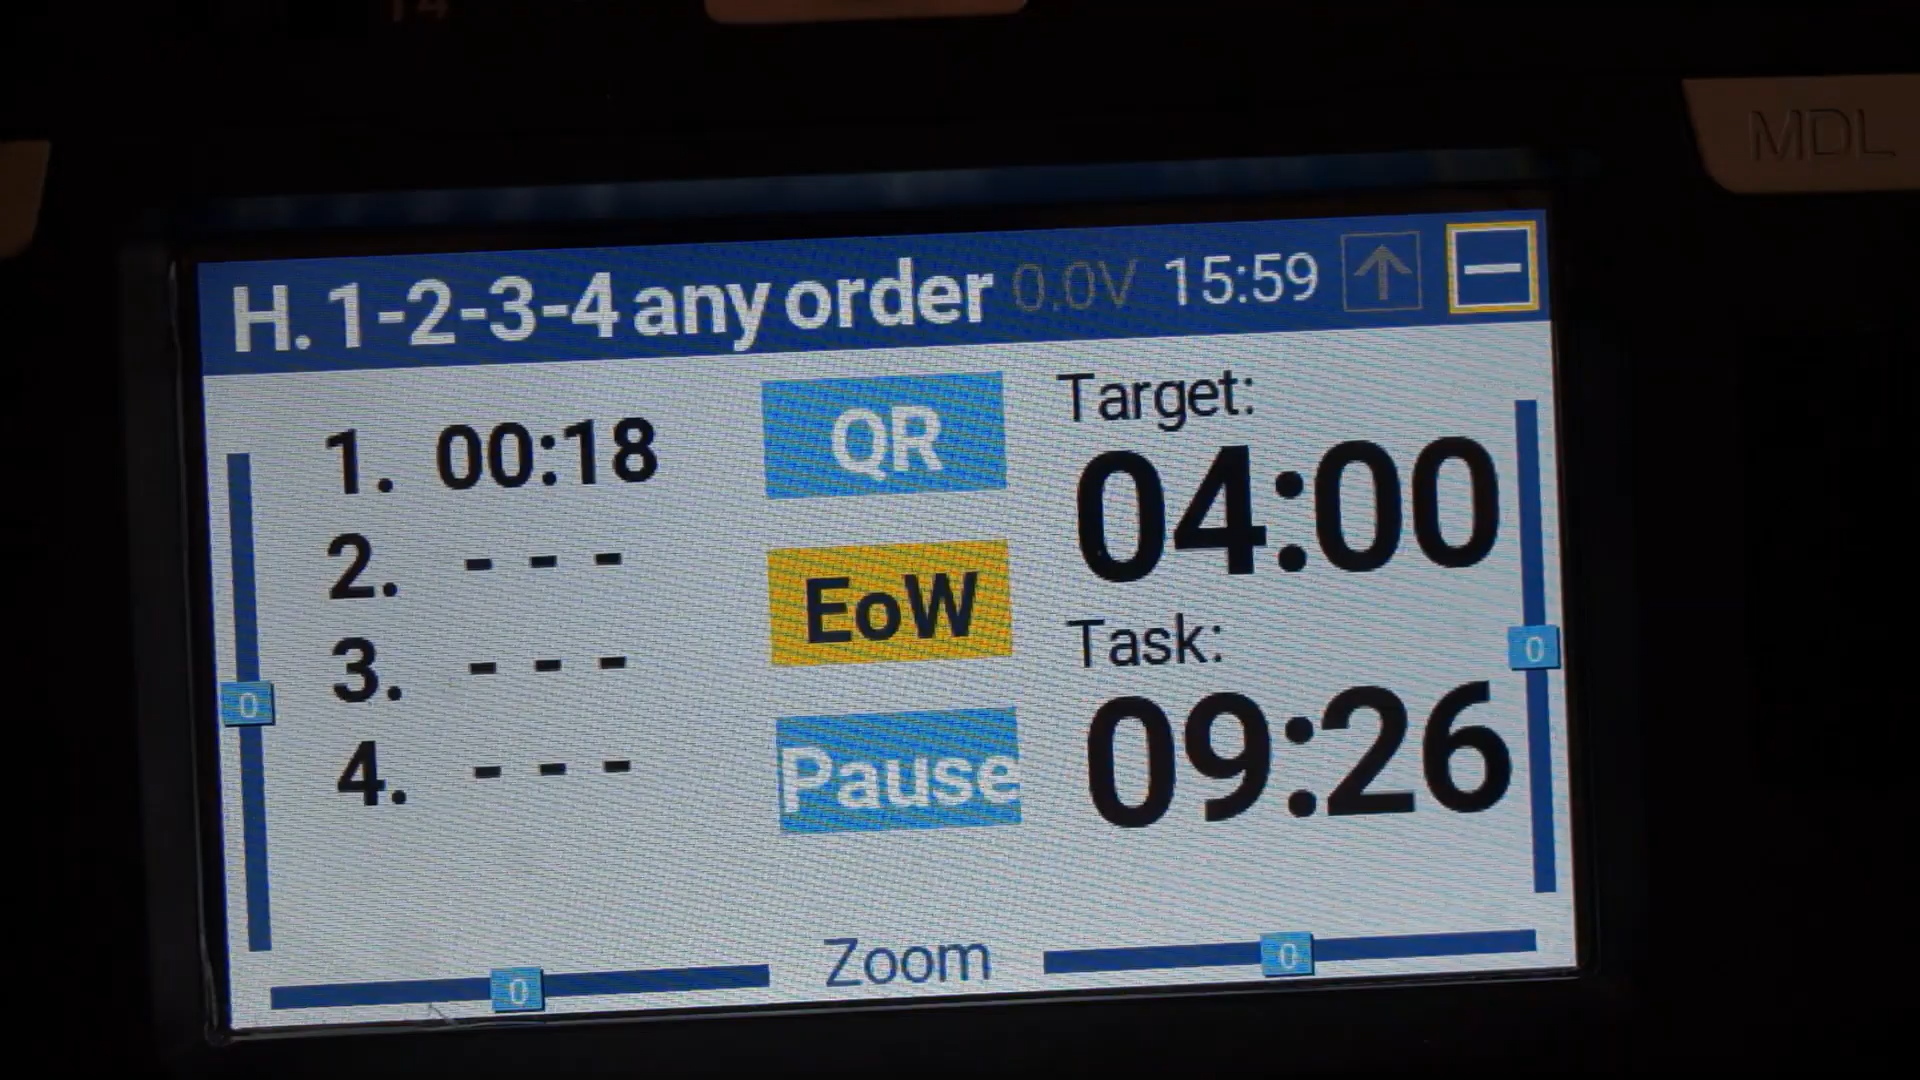 MDL
H. 1-2-3-4 any order 0.0V 15:59
1. 00:18
2. - - -
3. - - -
4. - - -
QR
EoW
Pause
Target:
04:00
Task:
09:26
0
0
0
Zoom
0